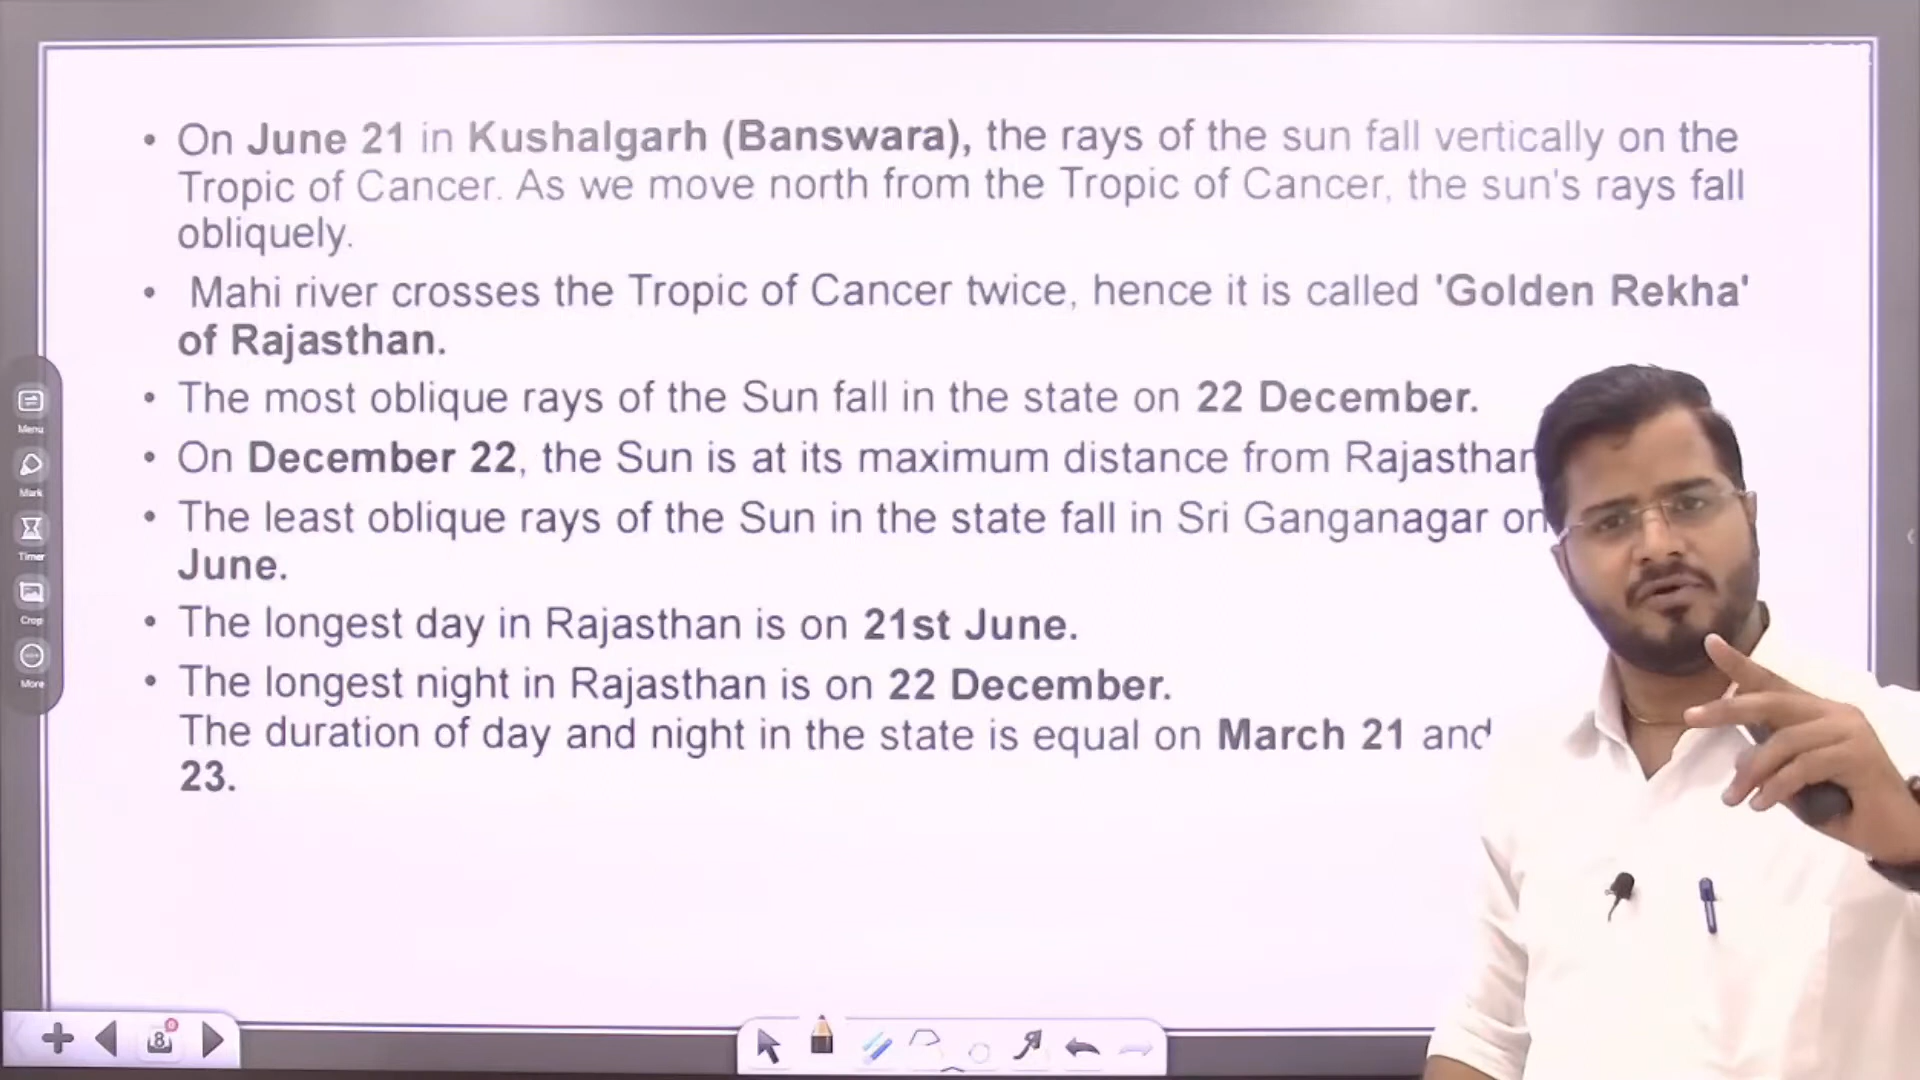 • On June 21 in Kushalgarh (Banswara), the rays of the sun fall vertically on the
Tropic of Cancer. As we move north from the Tropic of Cancer, the sun's rays fall
obliquely.
• Mahi river crosses the Tropic of Cancer twice, hence it is called 'Golden Rekha'
of Rajasthan.
• The most oblique rays of the Sun fall in the state on 22 December.
• On December 22, the Sun is at its maximum distance from Rajasthan
• The least oblique rays of the Sun in the state fall in Sri Ganganagar on
June.
• The longest day in Rajasthan is on 21st June.
• The longest night in Rajasthan is on 22 December.
The duration of day and night in the state is equal on March 21 and
23.
Menu
Mark
Timer
Crop
More
8
0